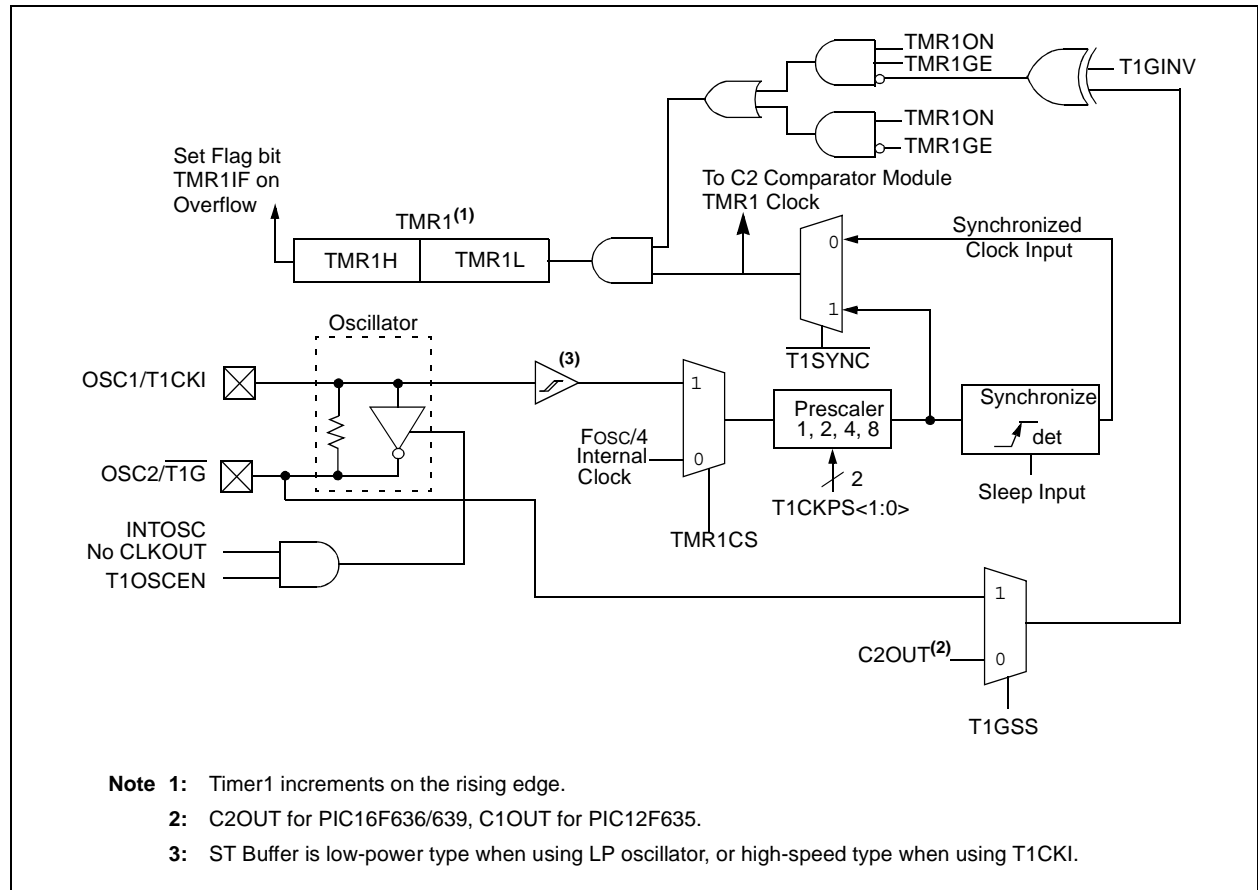 TMR1ON
TMR1GE
T1GINV
TMR1ON
TMR1GE
Set Flag bit
TMR1IF on
Overflow
To C2 Comparator Module
TMR1 Clock
TMR1(1)
TMR1H
TMR1L
0
1
Synchronized
Clock Input
T1SYNC
Oscillator
(3)
OSC1/T1CKI
OSC2/T1G
1
0
FOSC/4
Internal
Clock
TMR1CS
Prescaler
1, 2, 4, 8
2
T1CKPS<1:0>
Synchronize
det
Sleep Input
INTOSC
No CLKOUT
T1OSCEN
1
C2OUT(2)
0
T1GSS
Note 1: Timer1 increments on the rising edge.
2: C2OUT for PIC16F636/639, C1OUT for PIC12F635.
3: ST Buffer is low-power type when using LP oscillator, or high-speed type when using T1CKI.